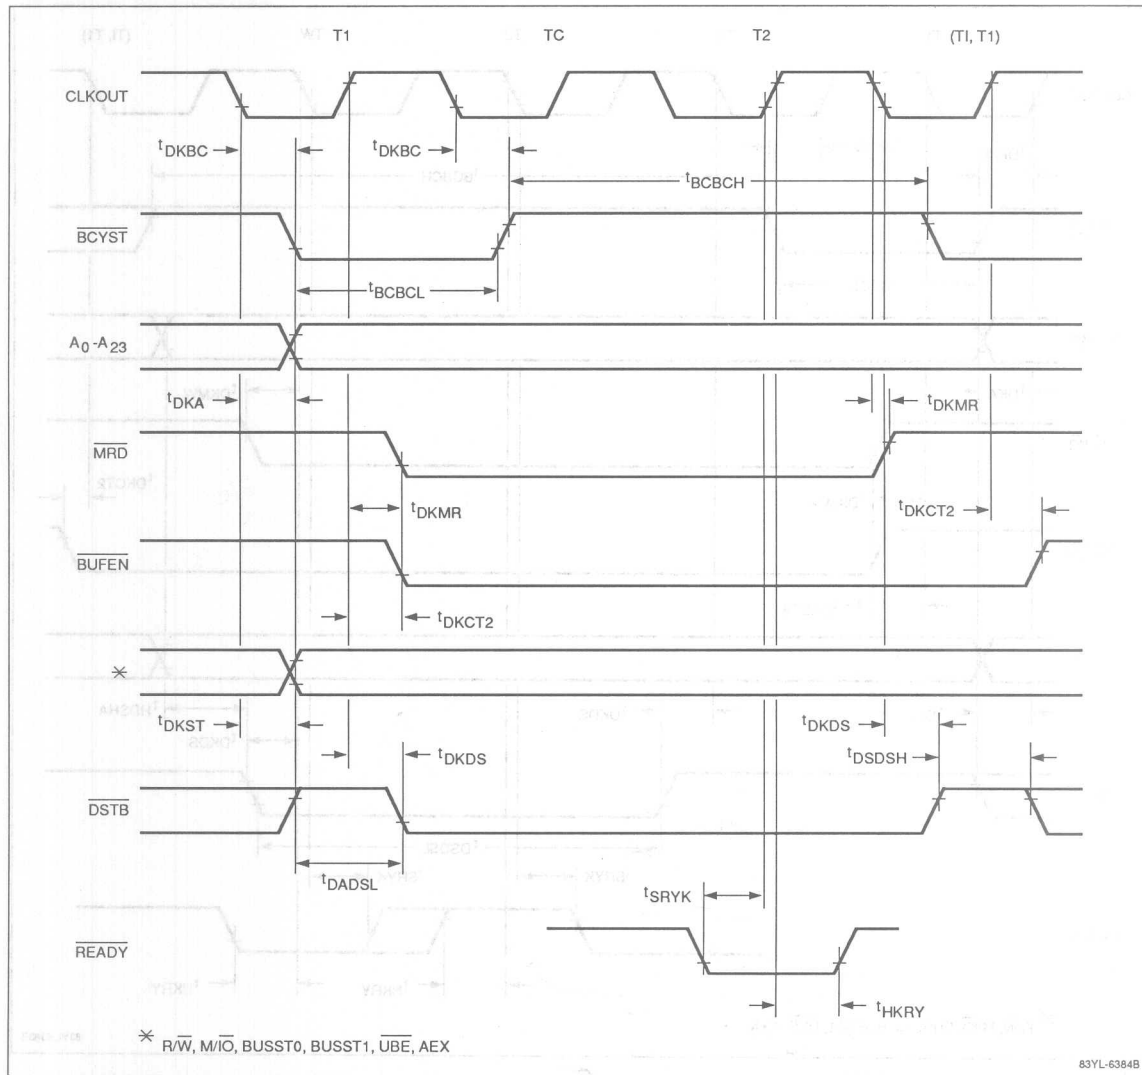 T1 TC T2 (TI, T1)
CLKOUT
tDKBC tDKBC
tBCBCH
BCYST
tBCBCL
A0-A23
tDKA tDKMR
MRD
tDKMR tDKCT2
BUFEN
tDKCT2
*
tDKST tDKDS tDKDS
tDSDSH
DSTB
tDADSL
tSRYK
READY
tHKRY
* R/W, M/IO, BUSST0, BUSST1, UBE, AEX
83YL-6384B